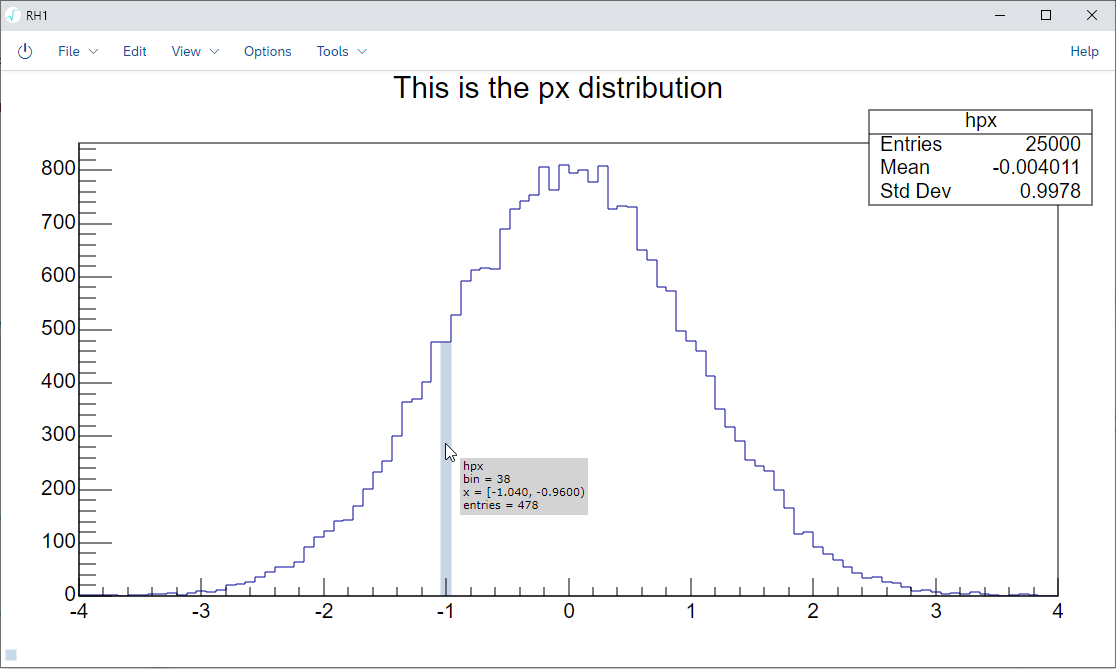 RH1
File Edit View Options Tools Help
This is the px distribution
hpx
Entries 25000
Mean -0.004011
Std Dev 0.9978
800
700
600
500
400
300
200
100
0
hpx
bin = 38
x = [-1.040, -0.9600)
entries = 478
-4 -3 -2 -1 0 1 2 3 4